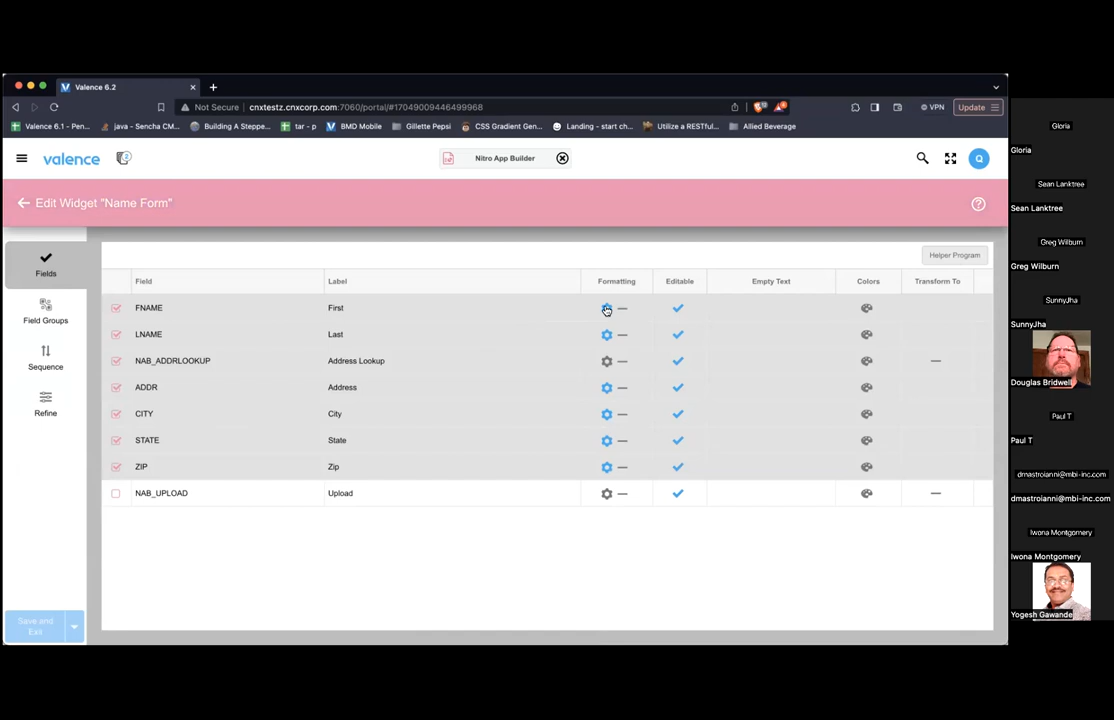 Valence 6.2
Not Secure cnxtestz.cnxcorp.com:7060/portal/#17049009446499968 VPN Update
Valence 6.1 - Pen... java - Sencha CM... Building A Steppe... tar - p BMD Mobile Gillette Pepsi CSS Gradient Gen... Landing - start ch... Utilize a RESTful... Allied Beverage
valence Nitro App Builder Q
Edit Widget "Name Form"
Fields
Field Groups
Sequence
Refine
Save and
Exit
Helper Program
Field Label Formatting Editable Empty Text Colors Transform To
FNAME First
LNAME Last
NAB_ADDRLOOKUP Address Lookup
ADDR Address
CITY City
STATE State
ZIP Zip
NAB_UPLOAD Upload
Gloria
Gloria
Sean Lanktree
Sean Lanktree
Greg Wilburn
Greg Wilburn
SunnyJha
SunnyJha
Douglas Bridwell
Paul T
Paul T
dmastroianni@mbi-inc.com
dmastroianni@mbi-inc.com
Iwona Montgomery
Iwona Montgomery
Yogesh Gawande